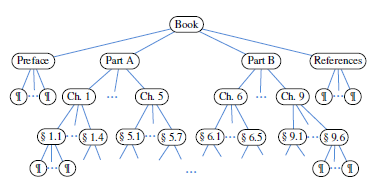 Book
Preface Part A Part B References
¶ ¶ Ch. 1 ... Ch. 5 Ch. 6 ... Ch. 9 ¶ ¶
§ 1.1 § 1.4 § 5.1 § 5.7 § 6.1 § 6.5 § 9.1 § 9.6
¶ ¶ ... ¶ ¶